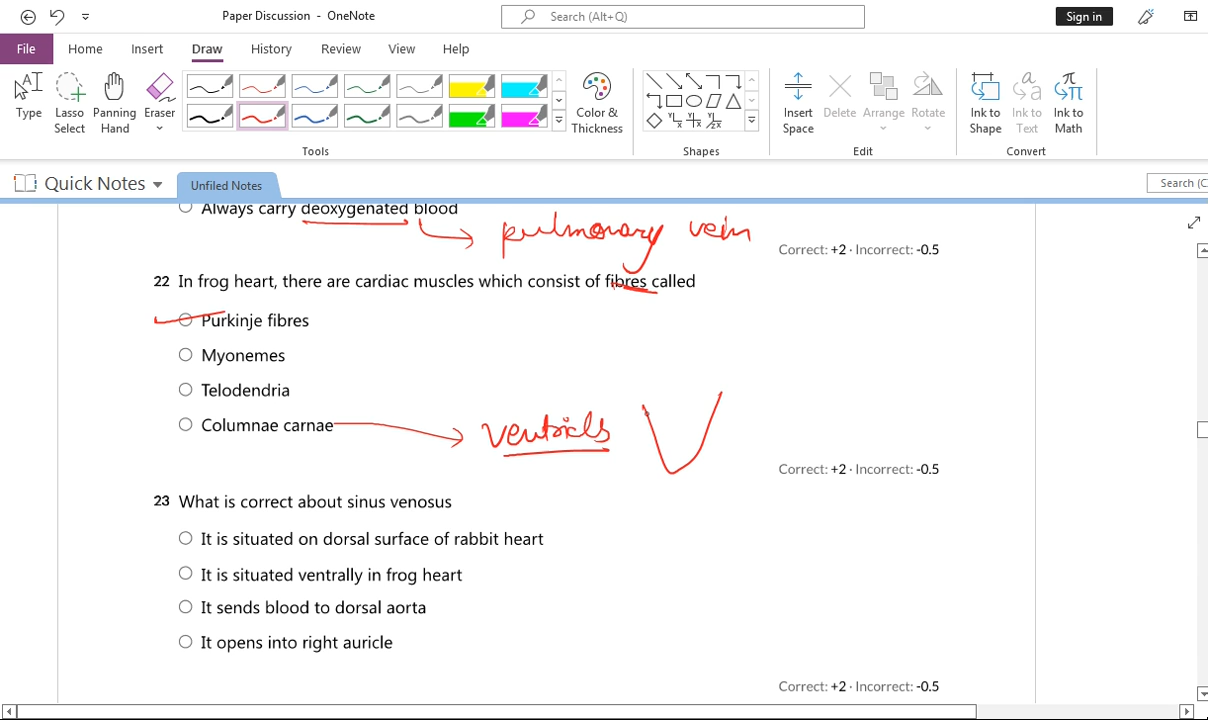 Paper Discussion - OneNote
Search (Alt+Q)
Sign in
File Home Insert Draw History Review View Help
Type
Lasso Select
Panning Hand
Eraser
Color & Thickness
Insert Space
Delete
Arrange
Rotate
Ink to Shape
Ink to Text
Ink to Math
Tools
Shapes
Edit
Convert
Quick Notes
Unfiled Notes
Search (C
Always carry deoxygenated blood
pulmonary vein
Correct: +2 · Incorrect: -0.5
22 In frog heart, there are cardiac muscles which consist of fibres called
Purkinje fibres
Myonemes
Telodendria
Columnae carnae
ventricls
Correct: +2 · Incorrect: -0.5
23 What is correct about sinus venosus
It is situated on dorsal surface of rabbit heart
It is situated ventrally in frog heart
It sends blood to dorsal aorta
It opens into right auricle
Correct: +2 · Incorrect: -0.5